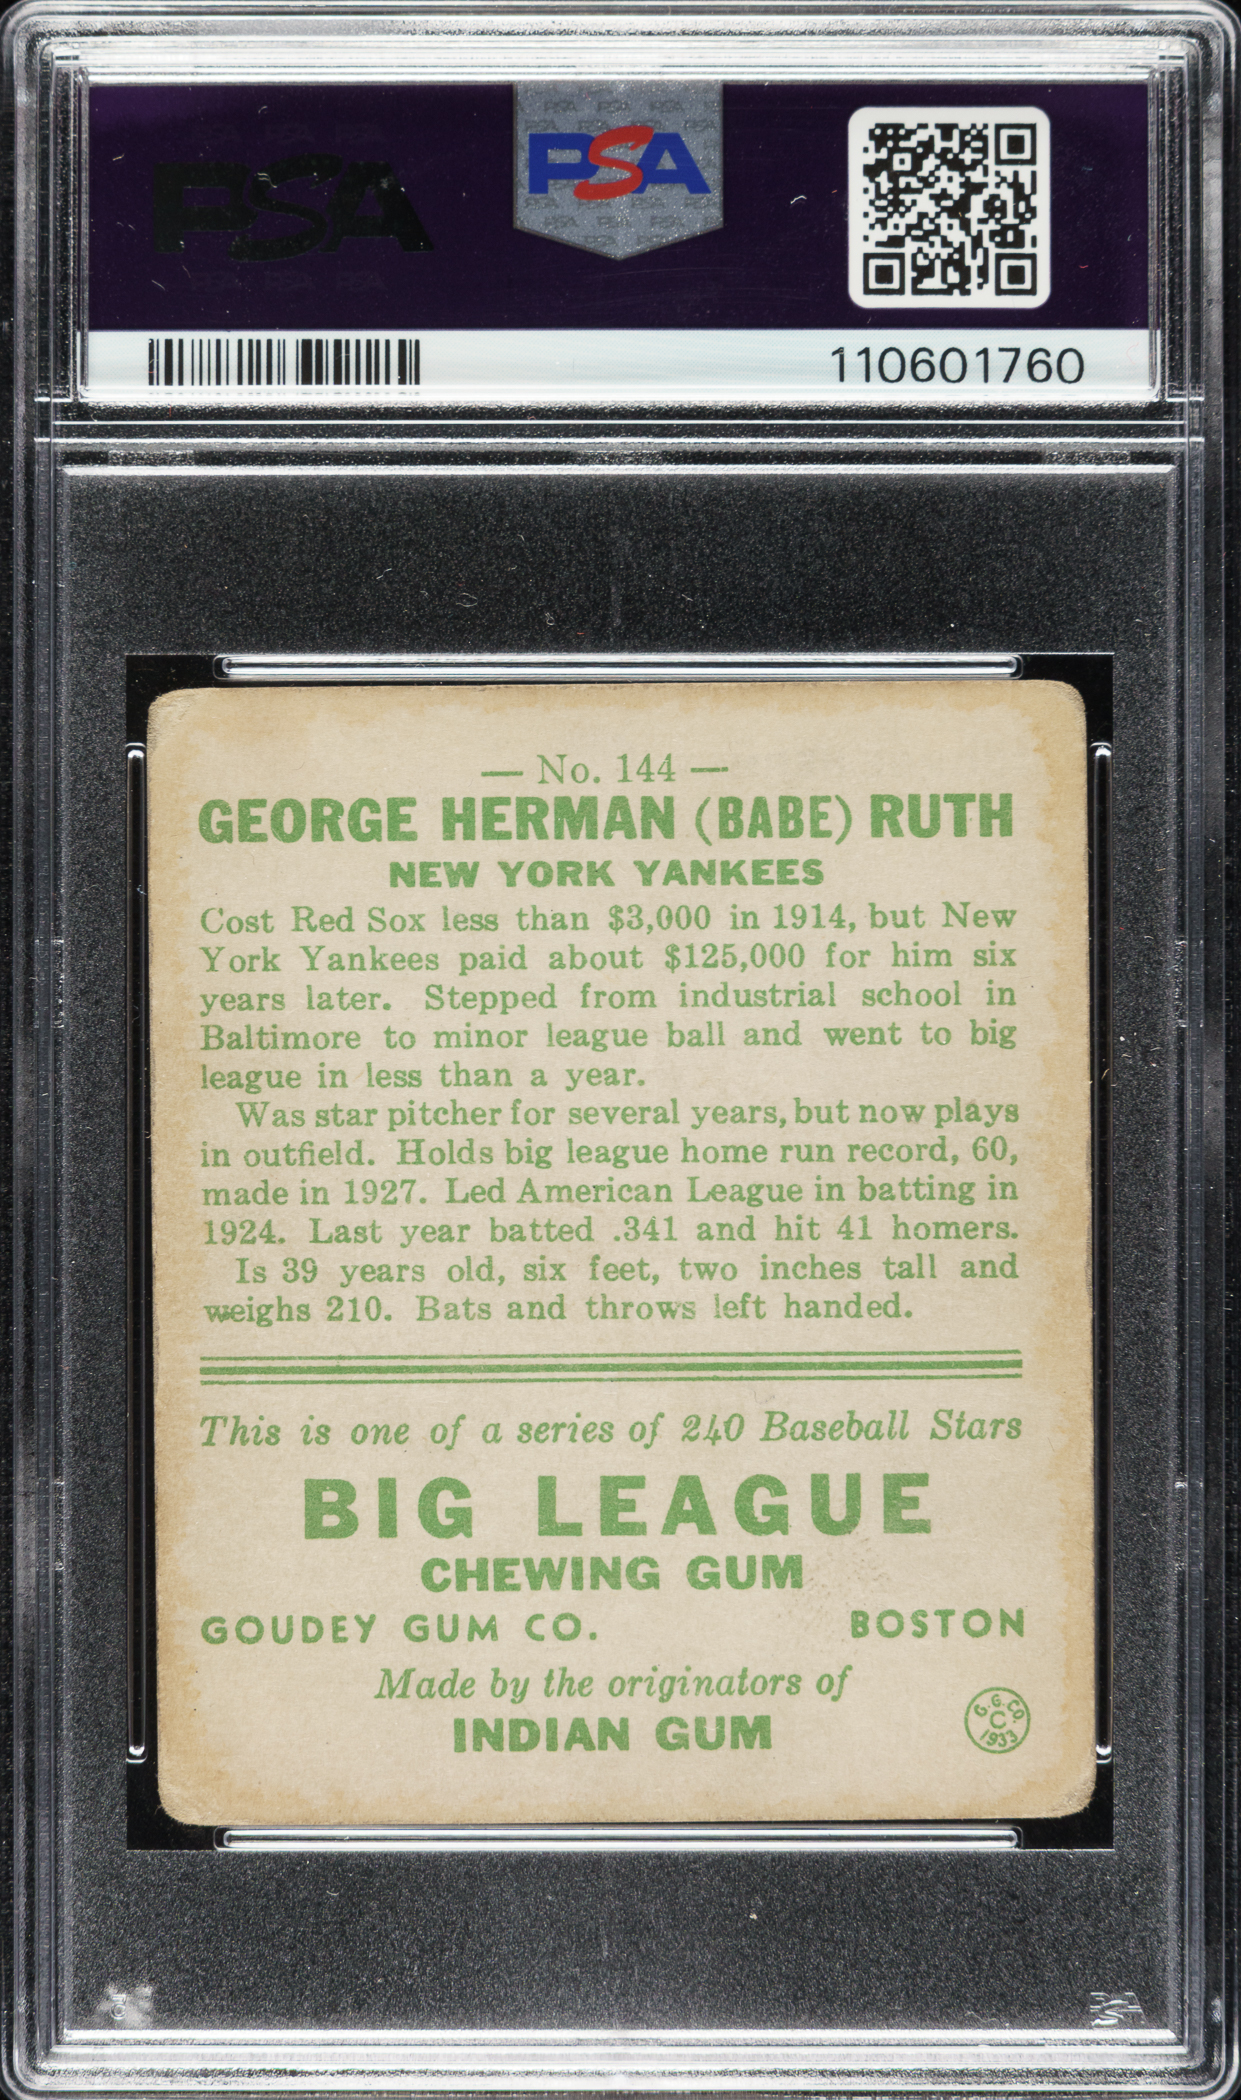 PSA
PSA
110601760
— No. 144 —
GEORGE HERMAN (BABE) RUTH
NEW YORK YANKEES
Cost Red Sox less than $3,000 in 1914, but New
York Yankees paid about $125,000 for him six
years later. Stepped from industrial school in
Baltimore to minor league ball and went to big
league in less than a year.
Was star pitcher for several years, but now plays
in outfield. Holds big league home run record, 60,
made in 1927. Led American League in batting in
1924. Last year batted .341 and hit 41 homers.
Is 39 years old, six feet, two inches tall and
weighs 210. Bats and throws left handed.
This is one of a series of 240 Baseball Stars
BIG LEAGUE
CHEWING GUM
GOUDEY GUM CO. BOSTON
Made by the originators of
INDIAN GUM
G.G.CO.
C
1933
PSA